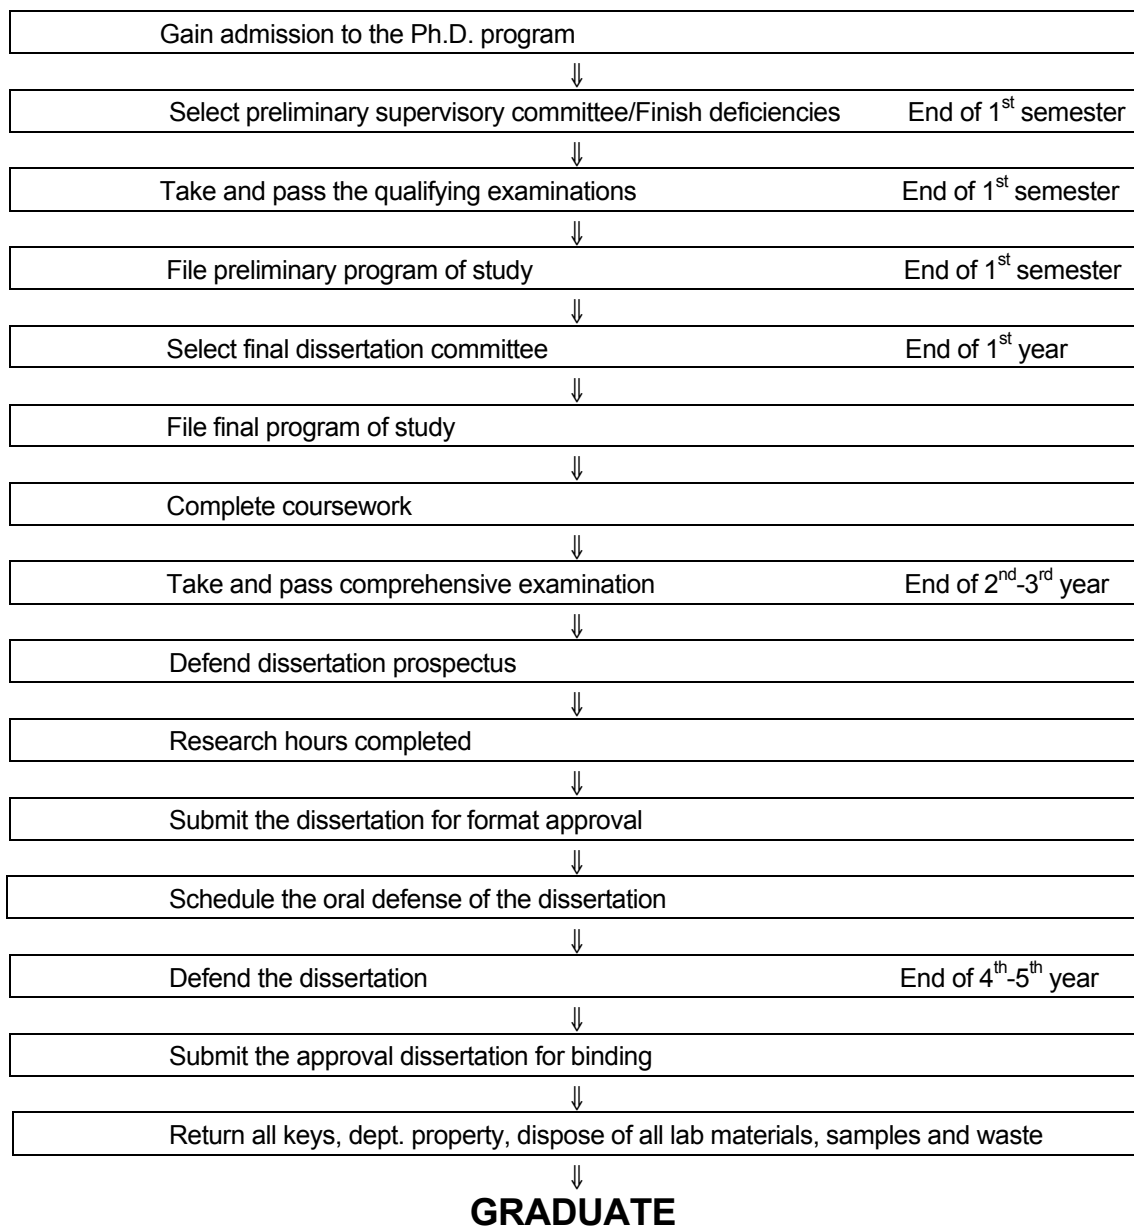 Gain admission to the Ph.D. program
⇓
Select preliminary supervisory committee/Finish deficiencies End of 1st semester
⇓
Take and pass the qualifying examinations End of 1st semester
⇓
File preliminary program of study End of 1st semester
⇓
Select final dissertation committee End of 1st year
⇓
File final program of study
⇓
Complete coursework
⇓
Take and pass comprehensive examination End of 2nd-3rd year
⇓
Defend dissertation prospectus
⇓
Research hours completed
⇓
Submit the dissertation for format approval
⇓
Schedule the oral defense of the dissertation
⇓
Defend the dissertation End of 4th-5th year
⇓
Submit the approval dissertation for binding
⇓
Return all keys, dept. property, dispose of all lab materials, samples and waste
⇓
GRADUATE